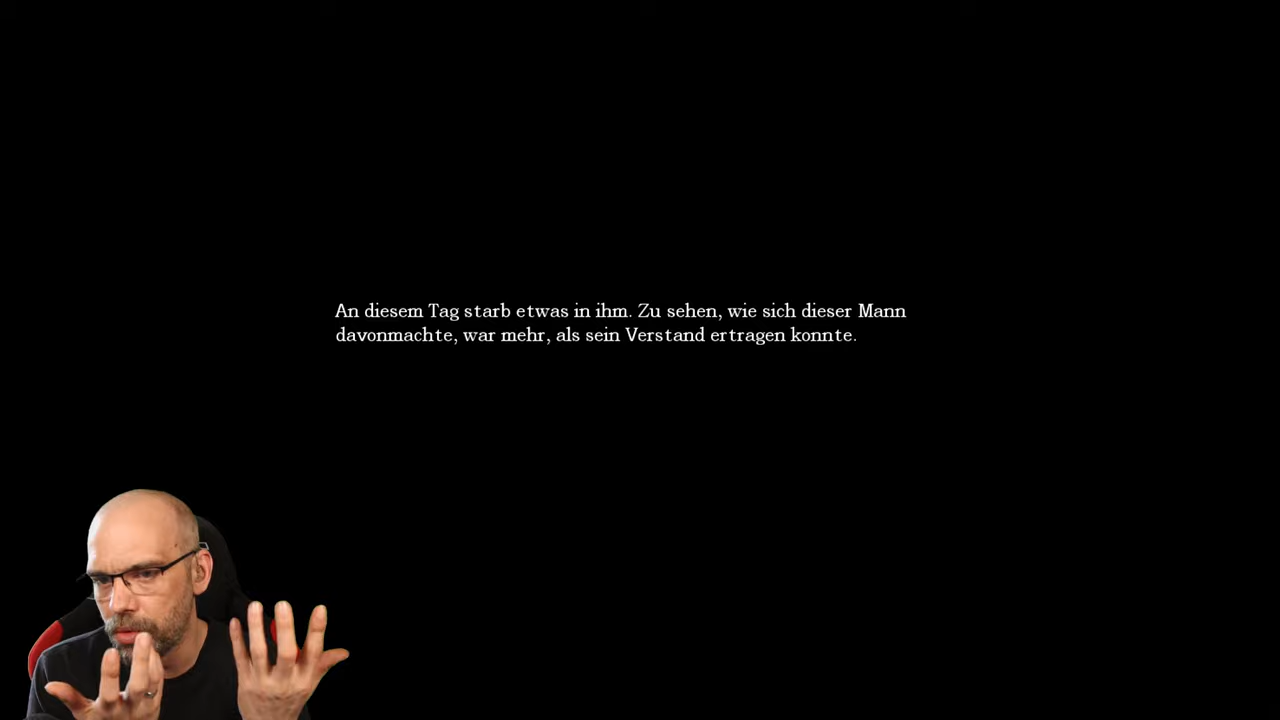 An diesem Tag starb etwas in ihm. Zu sehen, wie sich dieser Mann
davonmachte, war mehr, als sein Verstand ertragen konnte.